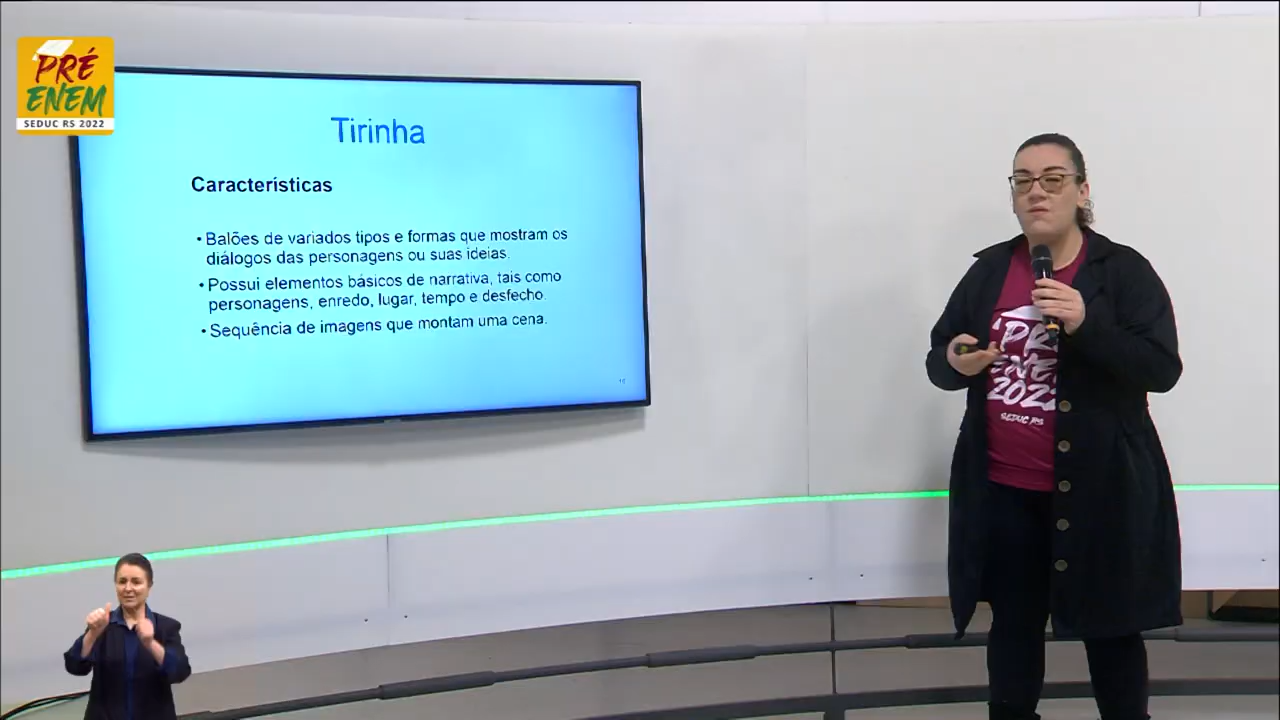 PRÉ
ENEM
SEDUC RS 2022
Tirinha
Características
• Balões de variados tipos e formas que mostram os
diálogos das personagens ou suas ideias.
• Possui elementos básicos de narrativa, tais como
personagens, enredo, lugar, tempo e desfecho.
• Sequência de imagens que montam uma cena.
PRÉ
ENEM
2022
SEDUC RS